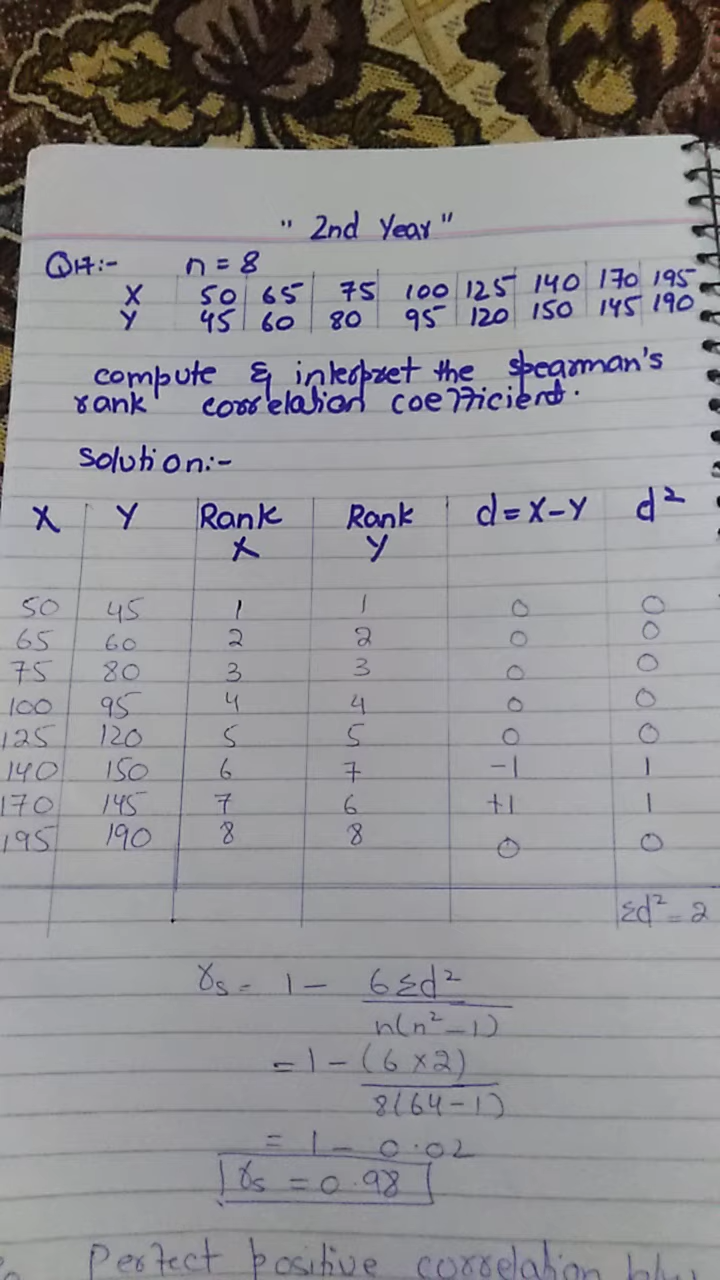 " 2nd Year "
Q17:- n = 8
X 50 65 75 100 125 140 170 195
Y 45 60 80 95 120 150 145 190
compute & interpret the spearman's
rank correlation coefficient.
Solution:-
X Y Rank X Rank Y d = X-Y d²
50 45 1 1 0 0
65 60 2 2 0 0
75 80 3 3 0 0
100 95 4 4 0 0
125 120 5 5 0 0
140 150 6 7 -1 1
170 145 7 6 +1 1
195 190 8 8 0 0
Σd² = 2
rs = 1 - 6Σd² / n(n²-1)
= 1 - (6×2) / 8(64-1)
= 1 - 0.02
rs = 0.98
Perfect positive correlation